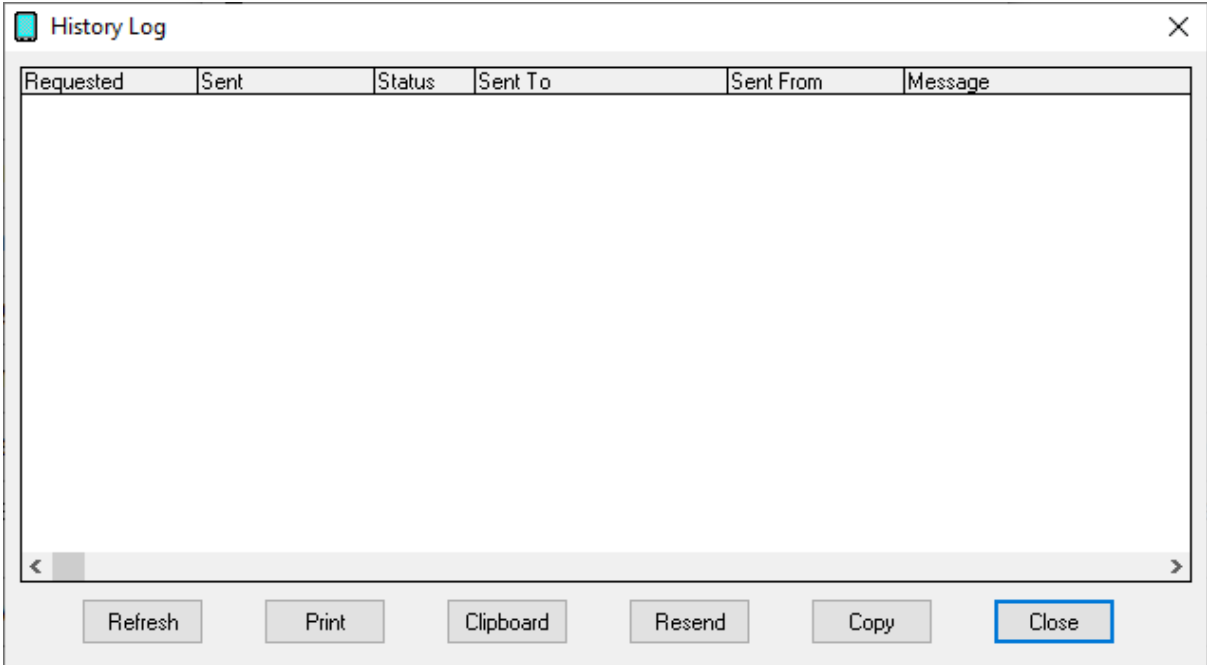 History Log
Requested Sent Status Sent To Sent From Message
Refresh Print Clipboard Resend Copy Close